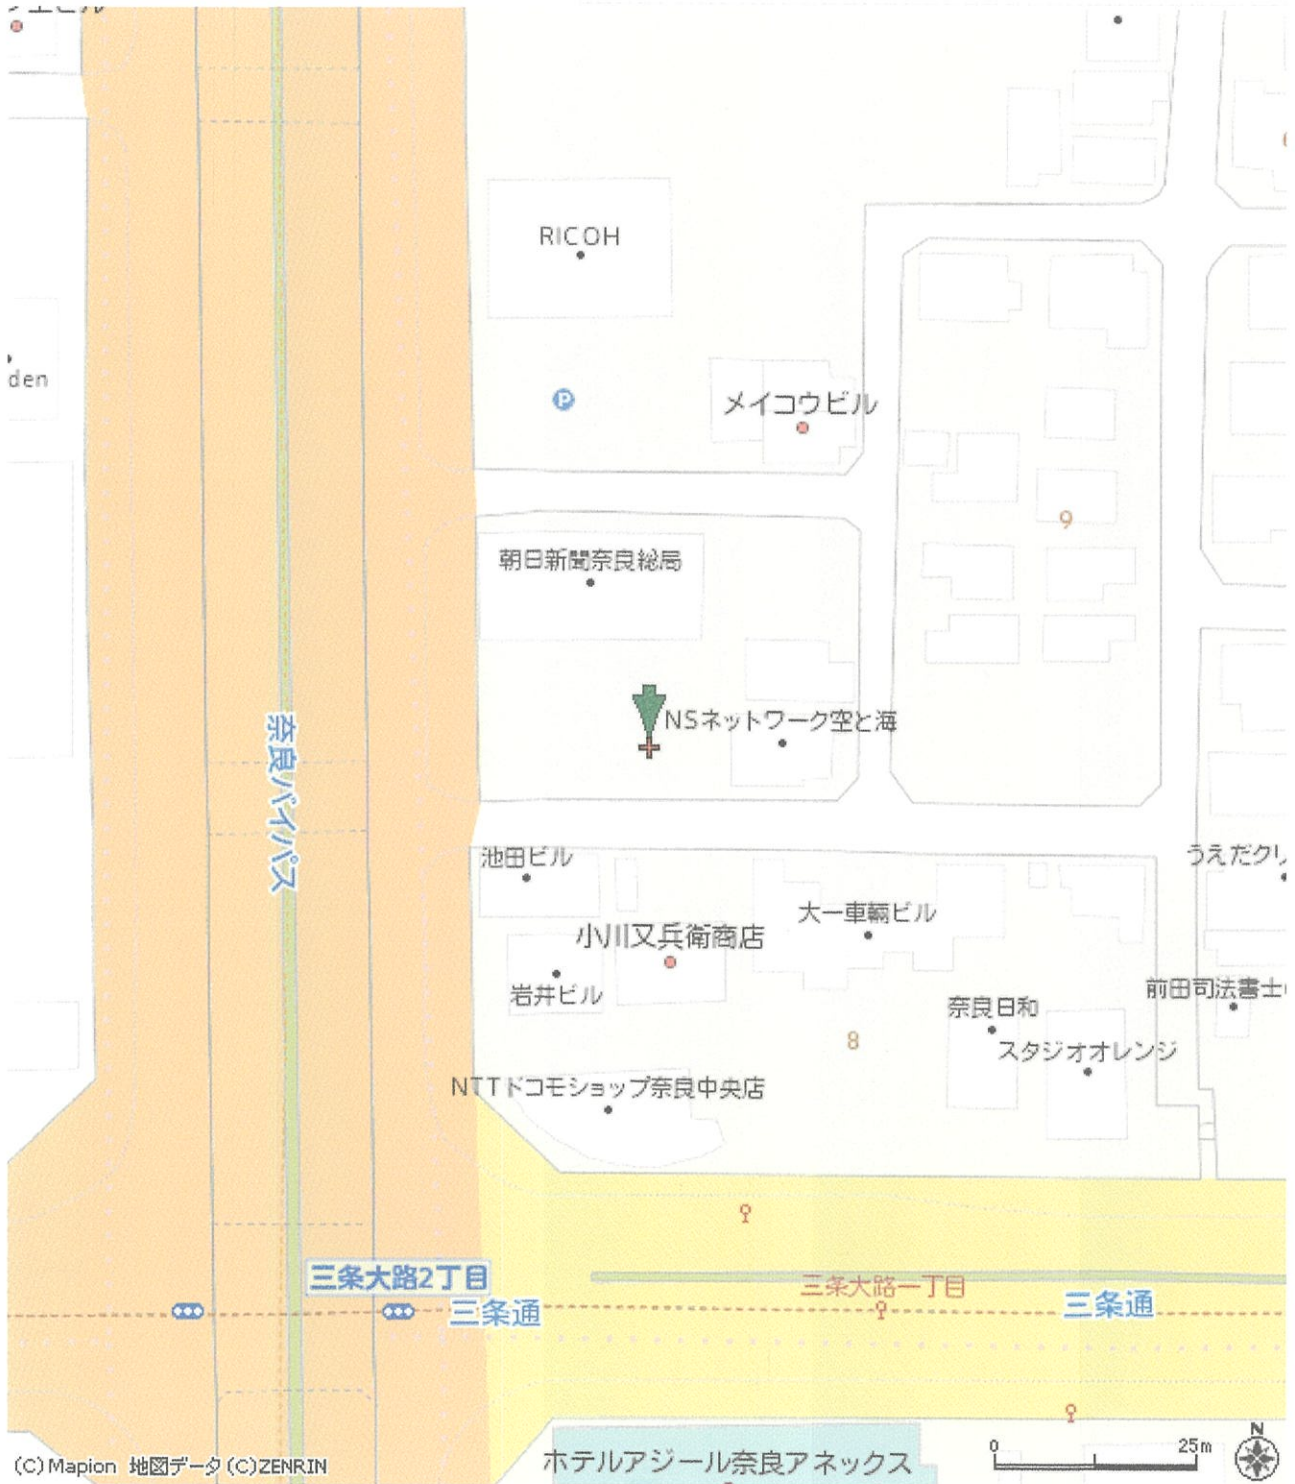 RICOH
den
P
メイコウビル
9
朝日新聞奈良総局
NSネットワーク空と海
奈良バイパス
池田ビル
うえだクリ
大一車輛ビル
小川又兵衛商店
岩井ビル
前田司法書士
奈良日和
8
スタジオオレンジ
NTTドコモショップ奈良中央店
三条大路2丁目
三条大路一丁目
三条通
三条通
N
0
25m
ホテルアジール奈良アネックス
(C)Mapion 地図データ(C)ZENRIN